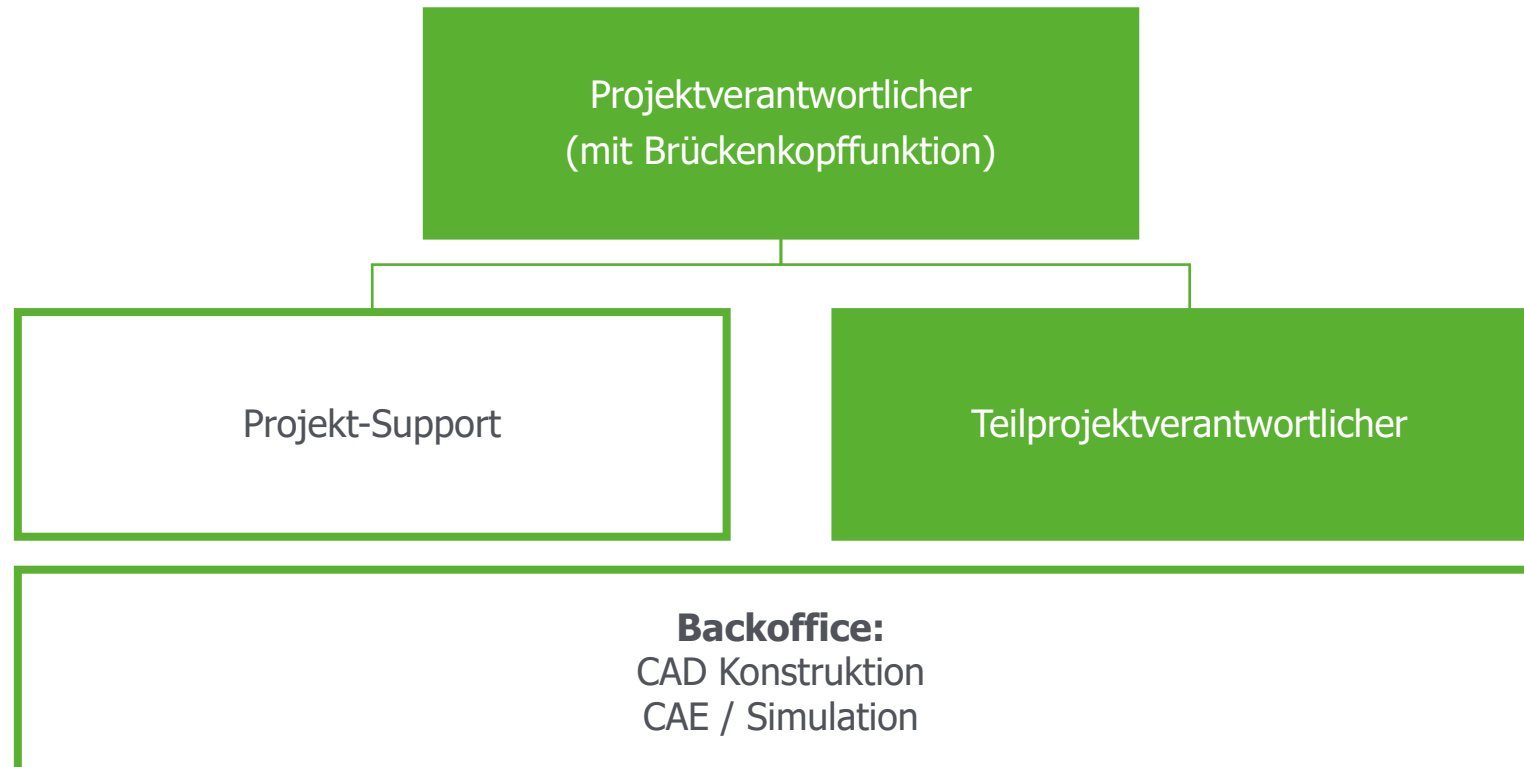 Projektverantwortlicher
(mit Brückenkopffunktion)
Projekt-Support
Teilprojektverantwortlicher
Backoffice:
CAD Konstruktion
CAE / Simulation